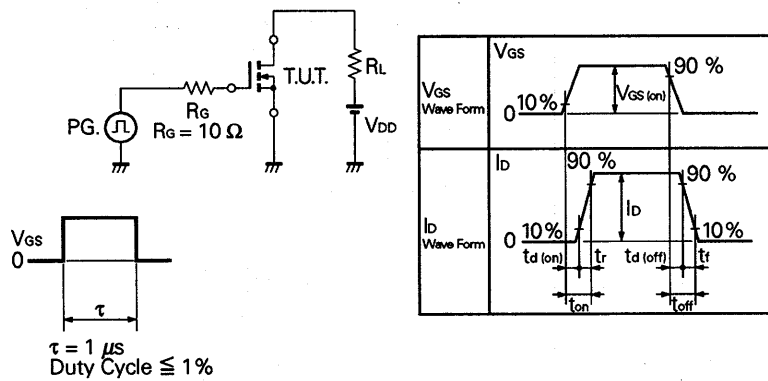 T.U.T.
RL
RG
PG.
RG = 10 Ω
VDD
VGS
0
τ
τ = 1 μs
Duty Cycle ≦ 1%
VGS
Wave Form
VGS
90 %
VGS (on)
10%
0
ID
Wave Form
ID
90 %
90 %
ID
10%
0
10%
td (on)
tr
td (off)
tf
ton
toff